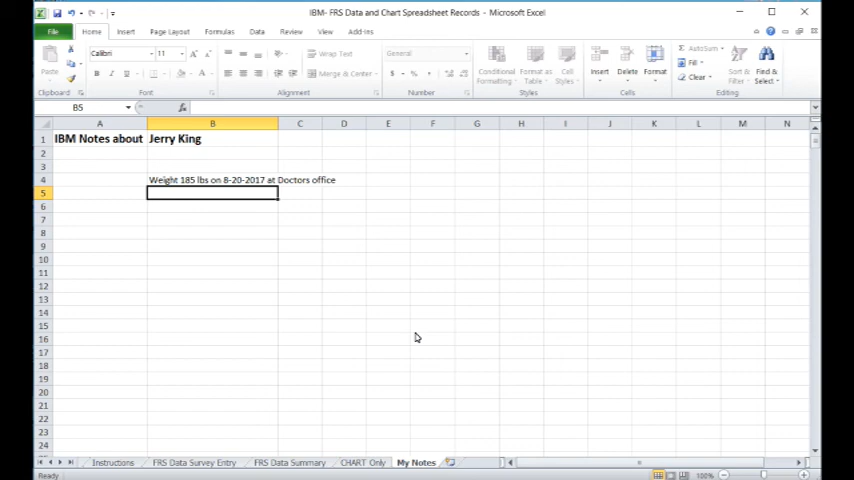 IBM- FRS Data and Chart Spreadsheet Records - Microsoft Excel
File Home Insert Page Layout Formulas Data Review View Add-Ins
Calibri 11 General AutoSum
Wrap Text Fill
Paste B I U Merge & Center $ % , Conditional Formatting Format as Table Cell Styles Insert Delete Format Clear Sort & Filter Find & Select
Clipboard Font Alignment Number Styles Cells Editing
B5 fx
A B C D E F G H I J K L M N
1 IBM Notes about Jerry King
2
3
4 Weight 185 lbs on 8-20-2017 at Doctors office
5
6
7
8
9
10
11
12
13
14
15
16
17
18
19
20
21
22
23
24
Instructions FRS Data Survey Entry FRS Data Summary CHART Only My Notes
Ready 100%